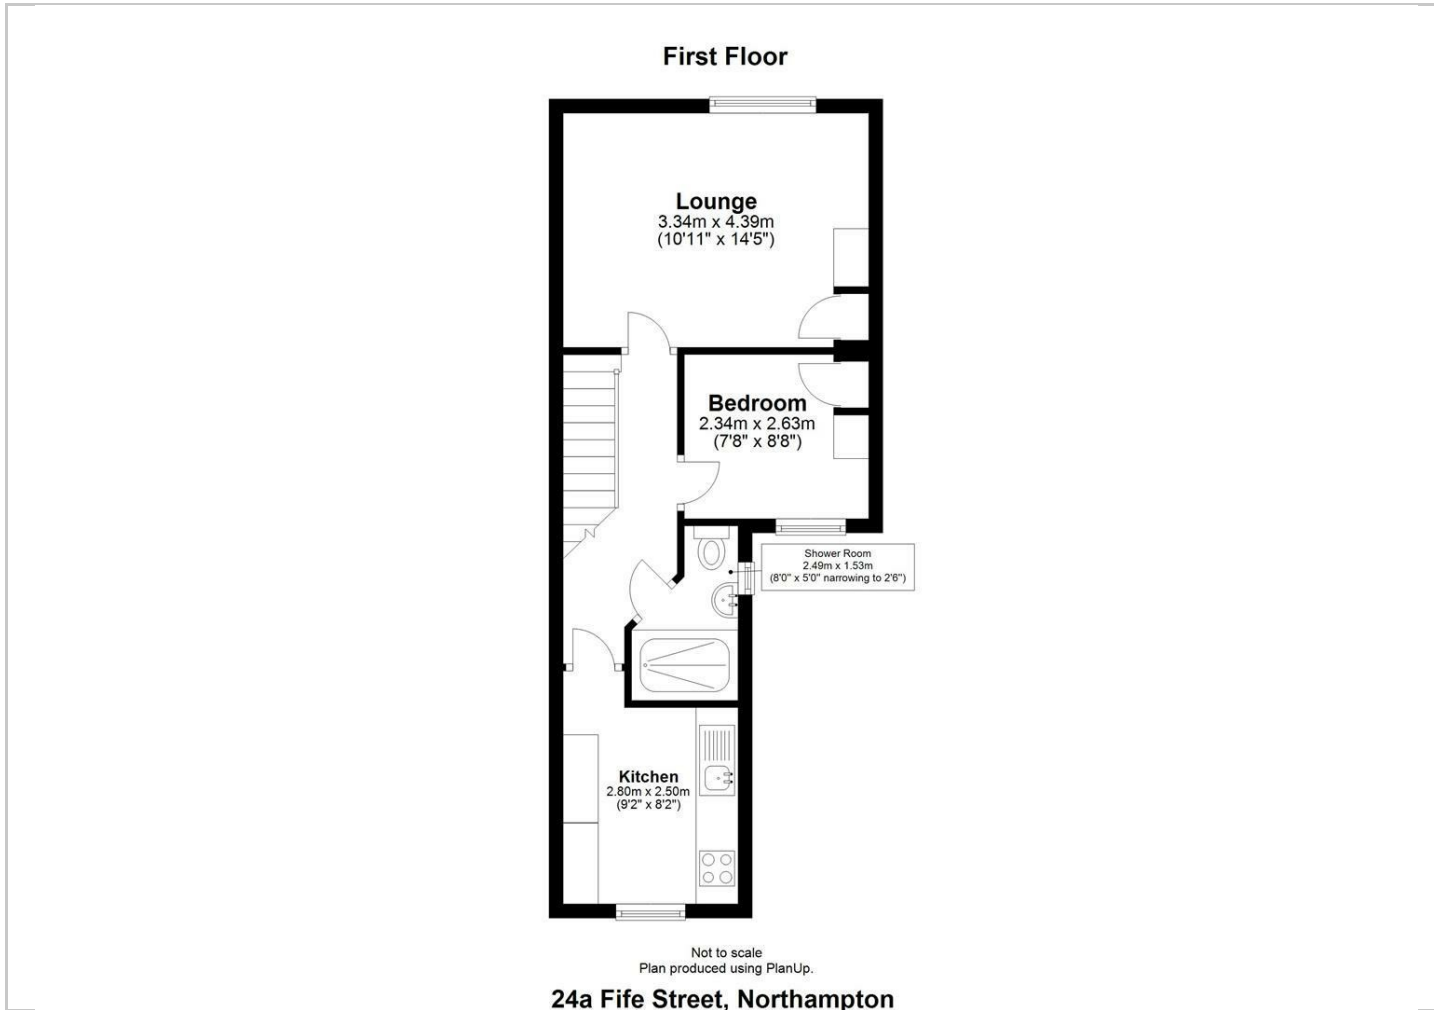 First Floor
Lounge
3.34m x 4.39m
(10'11" x 14'5")
Bedroom
2.34m x 2.63m
(7'8" x 8'8")
Shower Room
2.49m x 1.53m
(8'0" x 5'0" narrowing to 2'6")
Kitchen
2.80m x 2.50m
(9'2" x 8'2")
Not to scale
Plan produced using PlanUp.
24a Fife Street, Northampton